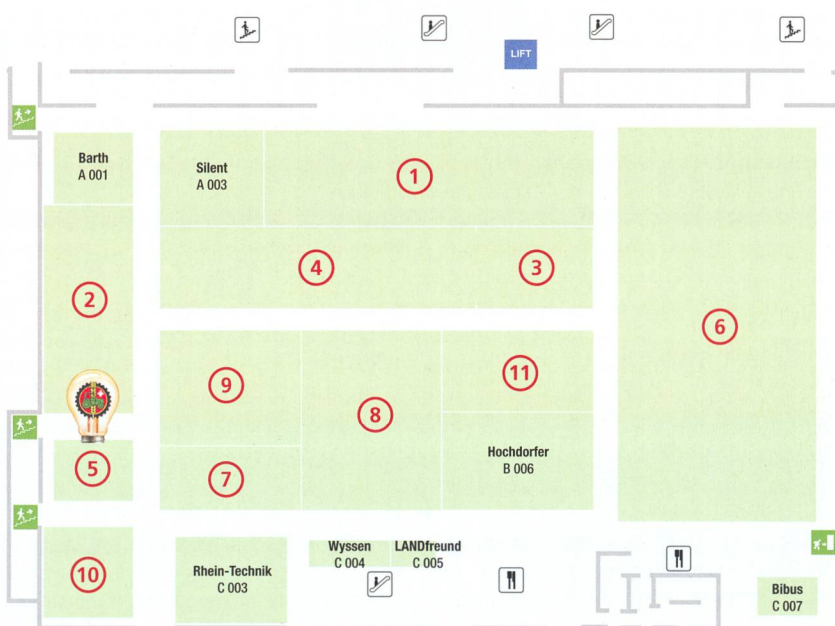 LIFT
Barth
A 001
Silent
A 003
1
4
3
2
6
9
8
11
7
Hochdorfer
B 006
5
10
Rhein-Technik
C 003
Wyssen
C 004
LANDfreund
C 005
Bibus
C 007